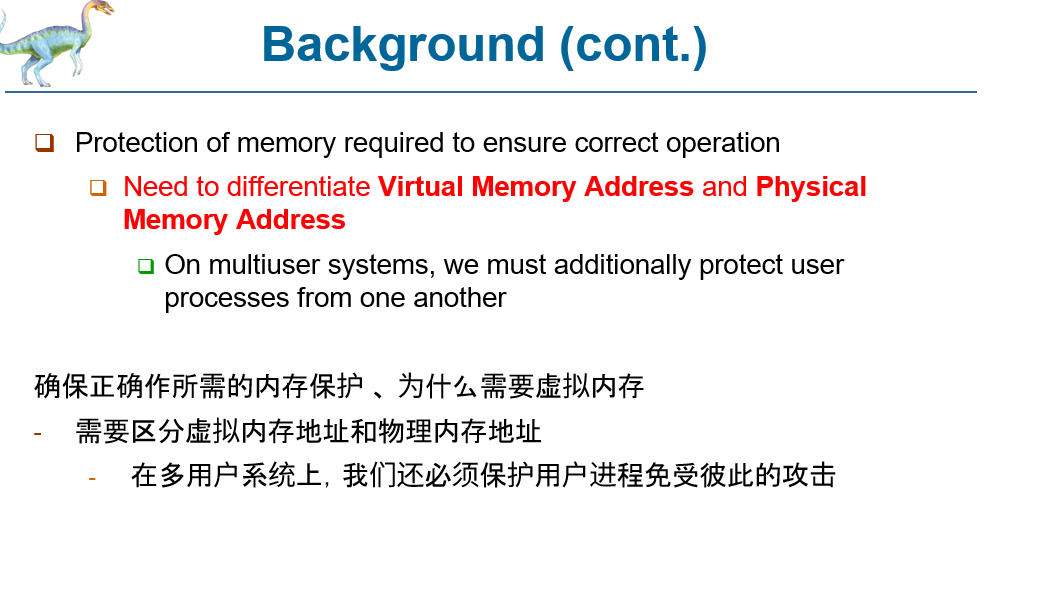 Background (cont.)
Protection of memory required to ensure correct operation
Need to differentiate Virtual Memory Address and Physical
Memory Address
On multiuser systems, we must additionally protect user
processes from one another
确保正确作所需的内存保护 、为什么需要虚拟内存
- 需要区分虚拟内存地址和物理内存地址
- 在多用户系统上, 我们还必须保护用户进程免受彼此的攻击